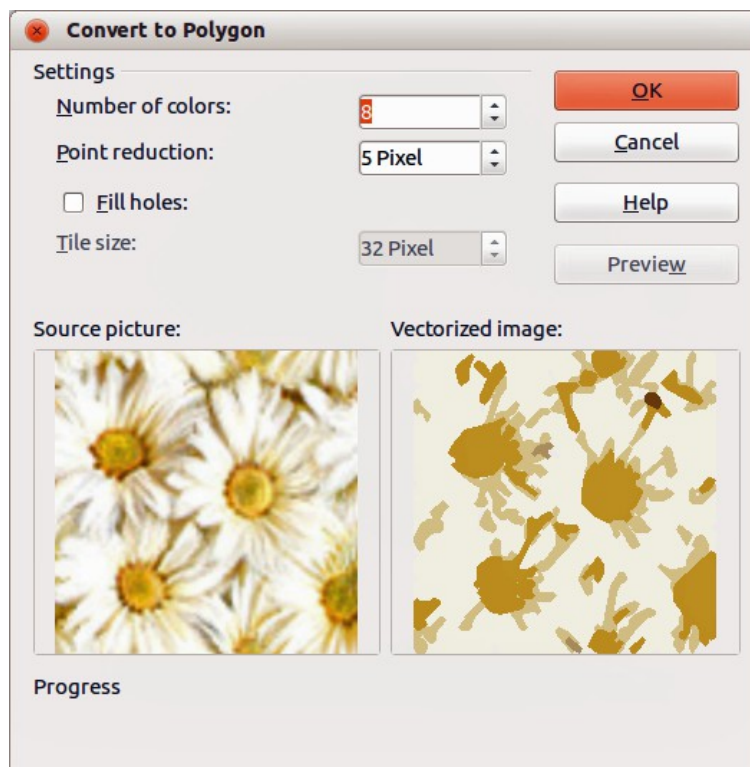 Convert to Polygon
Settings
Number of colors: 8
OK
Point reduction: 5 Pixel
Cancel
Fill holes:
Help
Tile size: 32 Pixel
Preview
Source picture: Vectorized image:
Progress